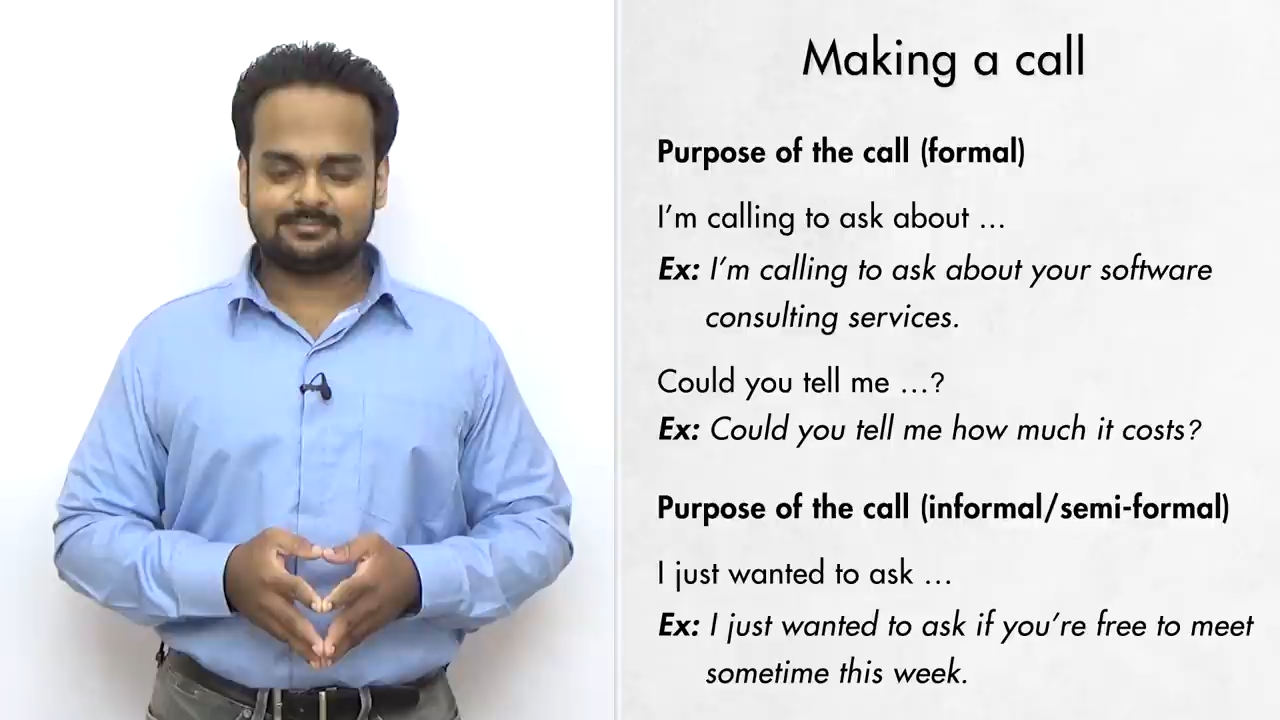 Making a call
Purpose of the call (formal)
I’m calling to ask about …
Ex: I’m calling to ask about your software
consulting services.
Could you tell me …?
Ex: Could you tell me how much it costs?
Purpose of the call (informal/semi-formal)
I just wanted to ask …
Ex: I just wanted to ask if you’re free to meet
sometime this week.